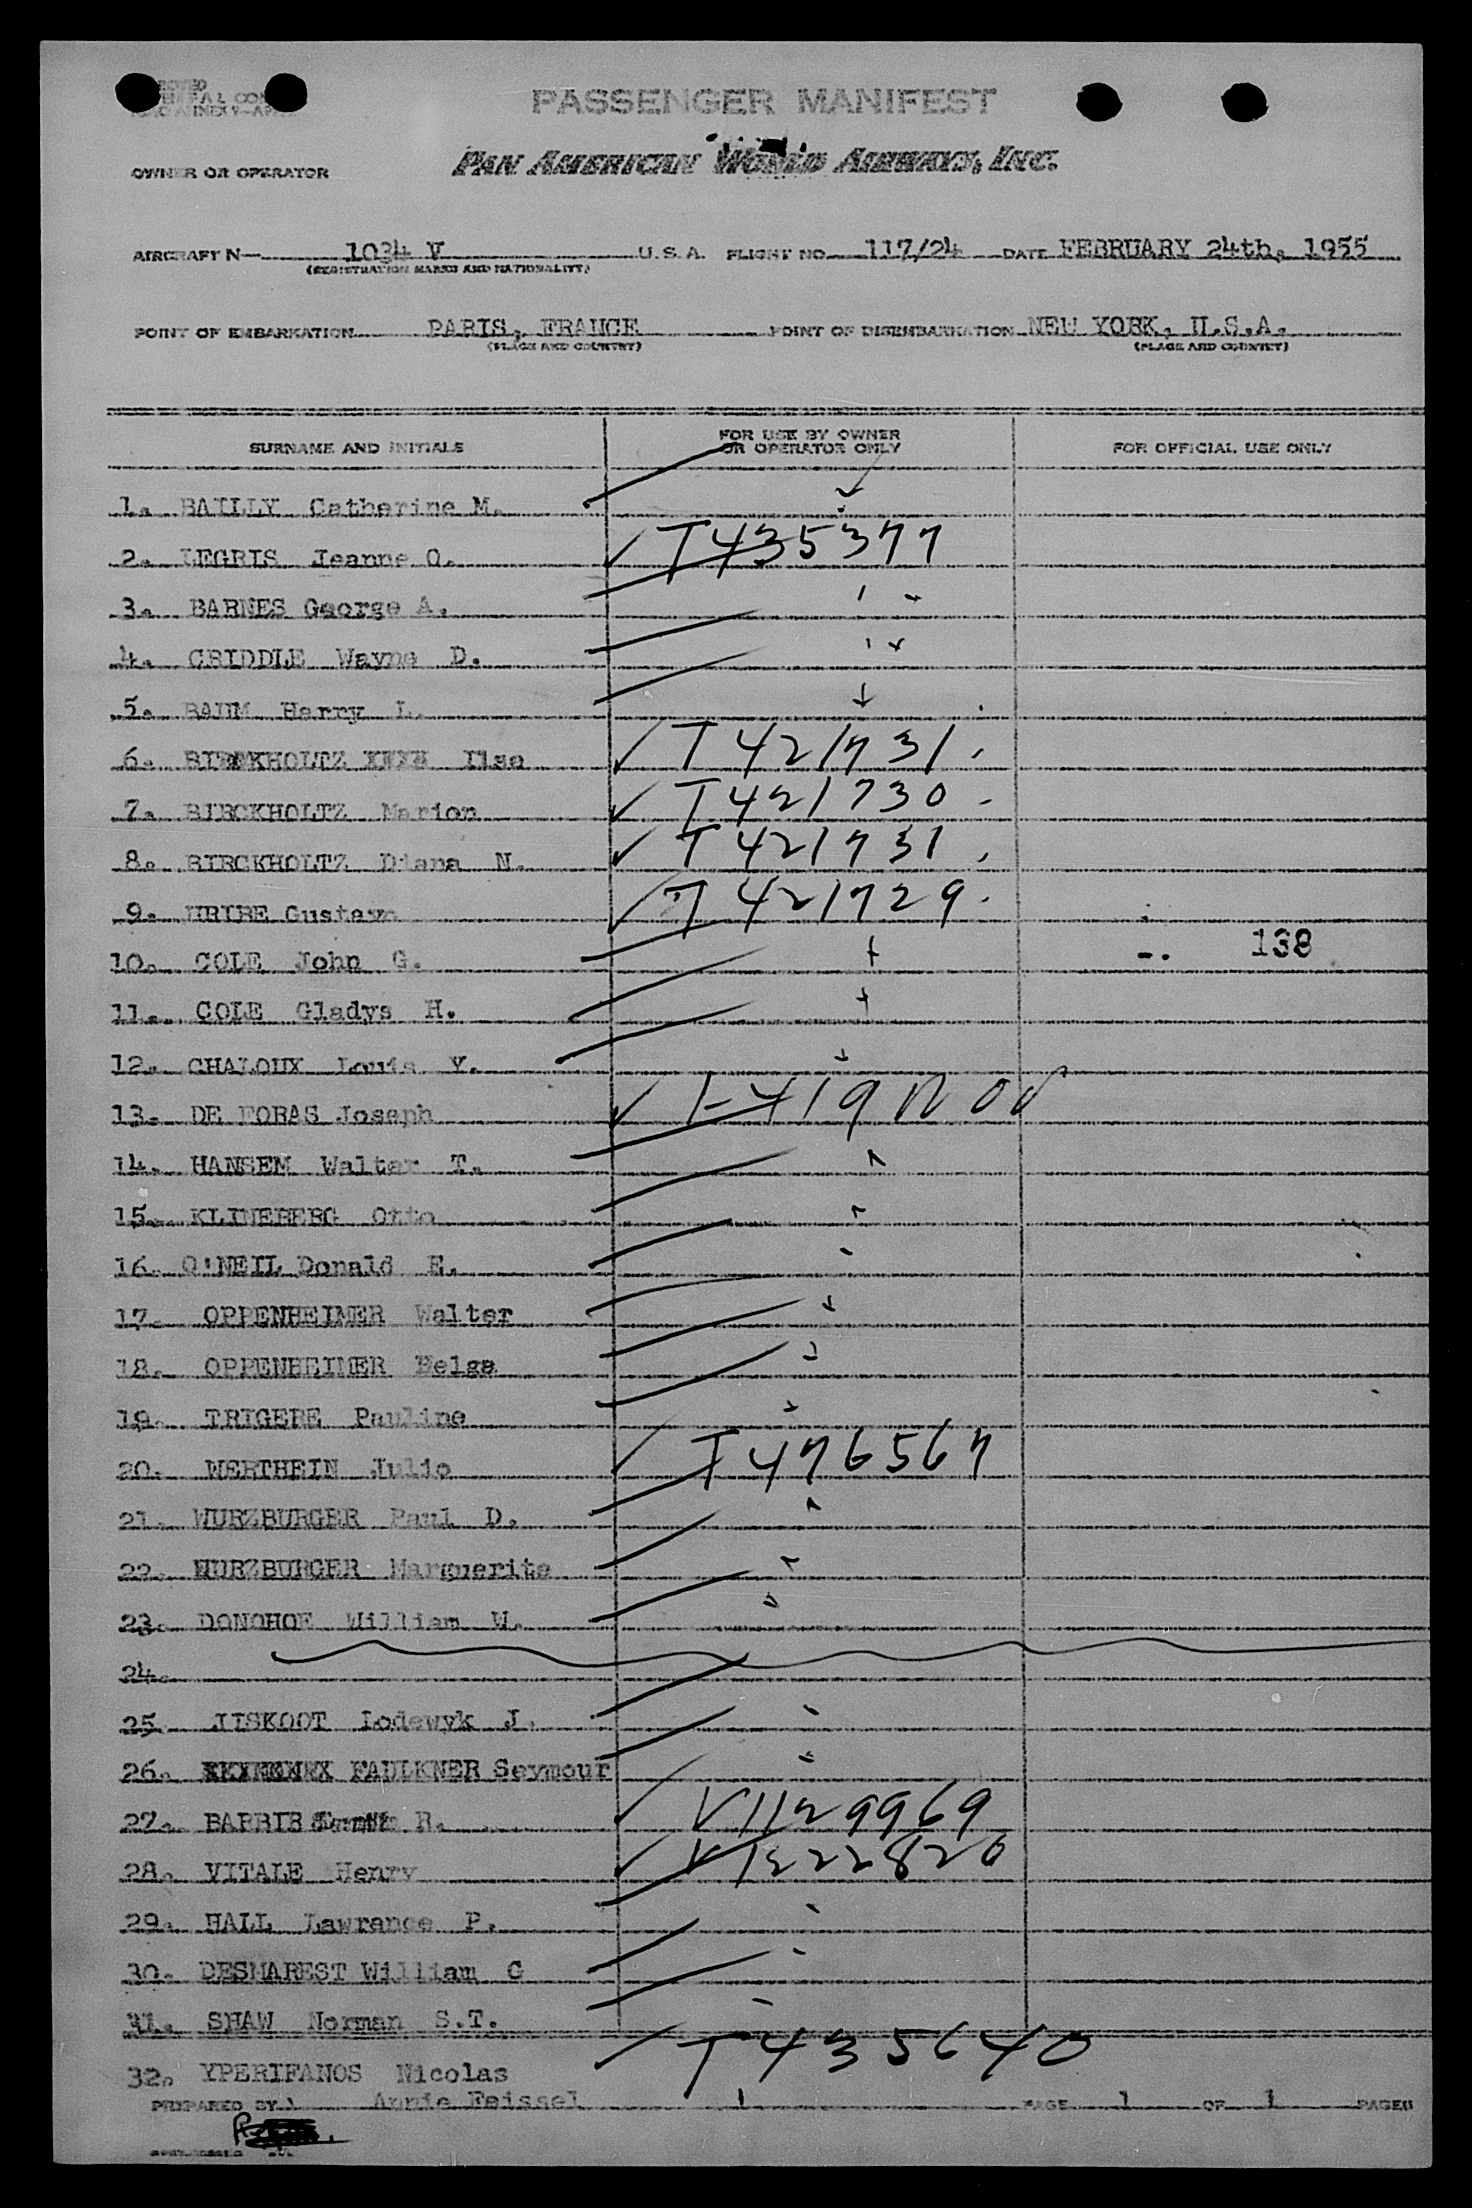 PASSENGER MANIFEST
OWNER OR OPERATOR PAN AMERICAN WORLD AIRWAYS, INC.
AIRCRAFT N— 1034 V U.S.A. FLIGHT NO. 117/24 DATE FEBRUARY 24th, 1955
(REGISTRATION MARKS AND NATIONALITY)
POINT OF EMBARKATION PARIS, FRANCE POINT OF DISEMBARKATION NEW YORK, U.S.A.
(PLACE AND COUNTRY) (PLACE AND COUNTRY)
SURNAME AND INITIALS FOR USE BY OWNER OR OPERATOR ONLY FOR OFFICIAL USE ONLY
1. BAILLY Catherine M.
2. LEGRIS Jeanne O. T435377
3. BARNES George A.
4. CRIDDLE Wayne D.
5. BAUM Harry L.
6. BIRCKHOLTZ Ilse T421731
7. BIRCKHOLTZ Marion T421730
8. BIRCKHOLTZ Diana N. T421731
9. URIBE Gustavo T421729
10. COLE John G. 138
11. COLE Gladys H.
12. CHALOUX Louis Y.
13. DE FORAS Joseph
14. HANSEM Walter T.
15. KLINEBERG Otto
16. O'NEIL Donald E.
17. OPPENHEIMER Walter
18. OPPENHEIMER Helga
19. TRIGERE Pauline
20. WERTHEIN Julio T476567
21. WURZBURGER Paul D.
22. WURZBURGER Marguerite
23. DONOHOE William W.
24.
25. JISKOOT Lodewyk J.
26. FAULKNER Seymour
27. BARRIS R. V1129969
28. VITALE Henry V1322820
29. HALL Lawrance P.
30. DESMAREST William G
31. SHAW Norman S.T.
32. YPERIFANOS Nicolas T435640
PREPARED BY Annie Feissel PAGE 1 OF 1 PAGES